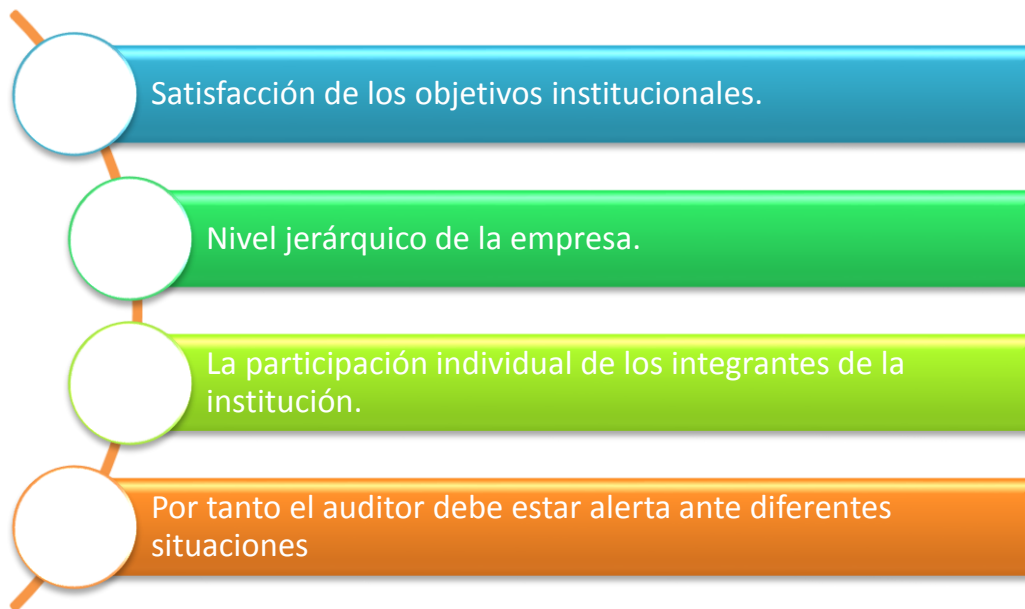 Satisfacción de los objetivos institucionales.
Nivel jerárquico de la empresa.
La participación individual de los integrantes de la
institución.
Por tanto el auditor debe estar alerta ante diferentes
situaciones